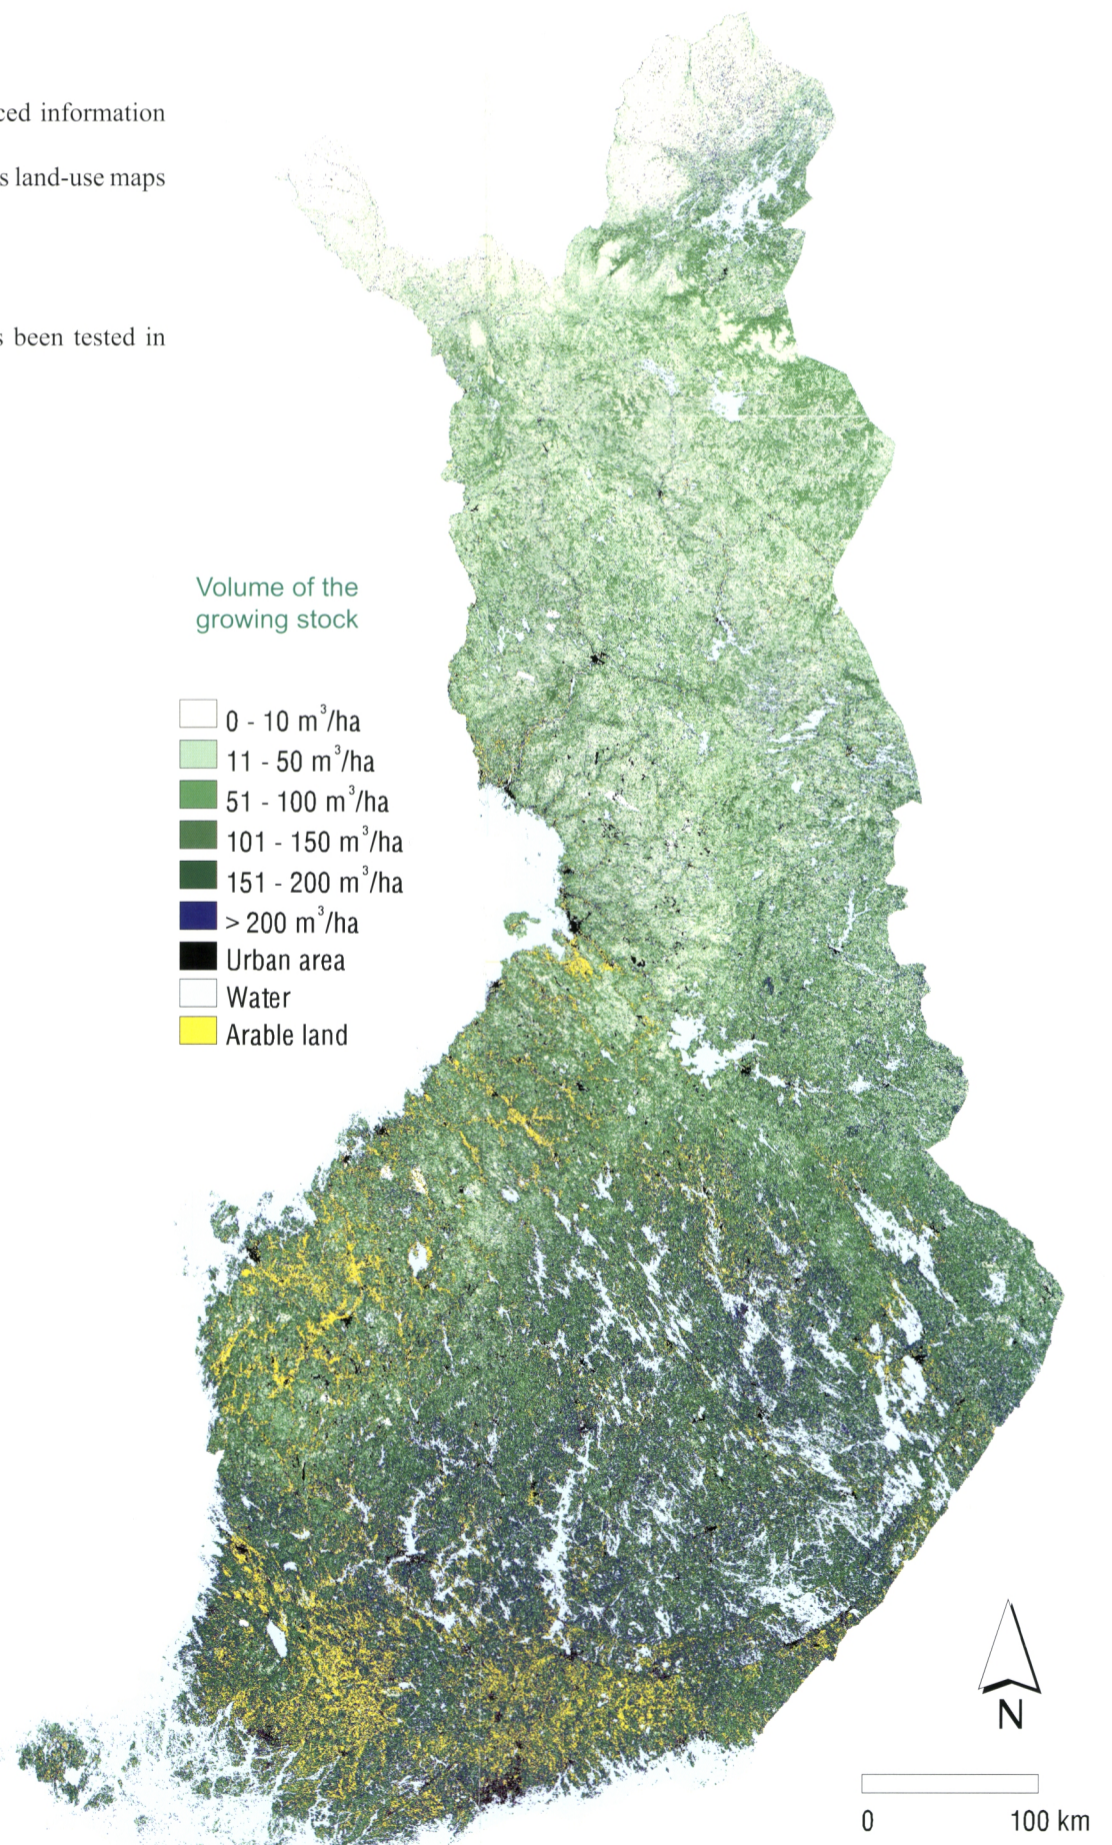 ced information
s land-use maps
s been tested in
Volume of the
growing stock
0 - 10 m³/ha
11 - 50 m³/ha
51 - 100 m³/ha
101 - 150 m³/ha
151 - 200 m³/ha
> 200 m³/ha
Urban area
Water
Arable land
N
0 100 km